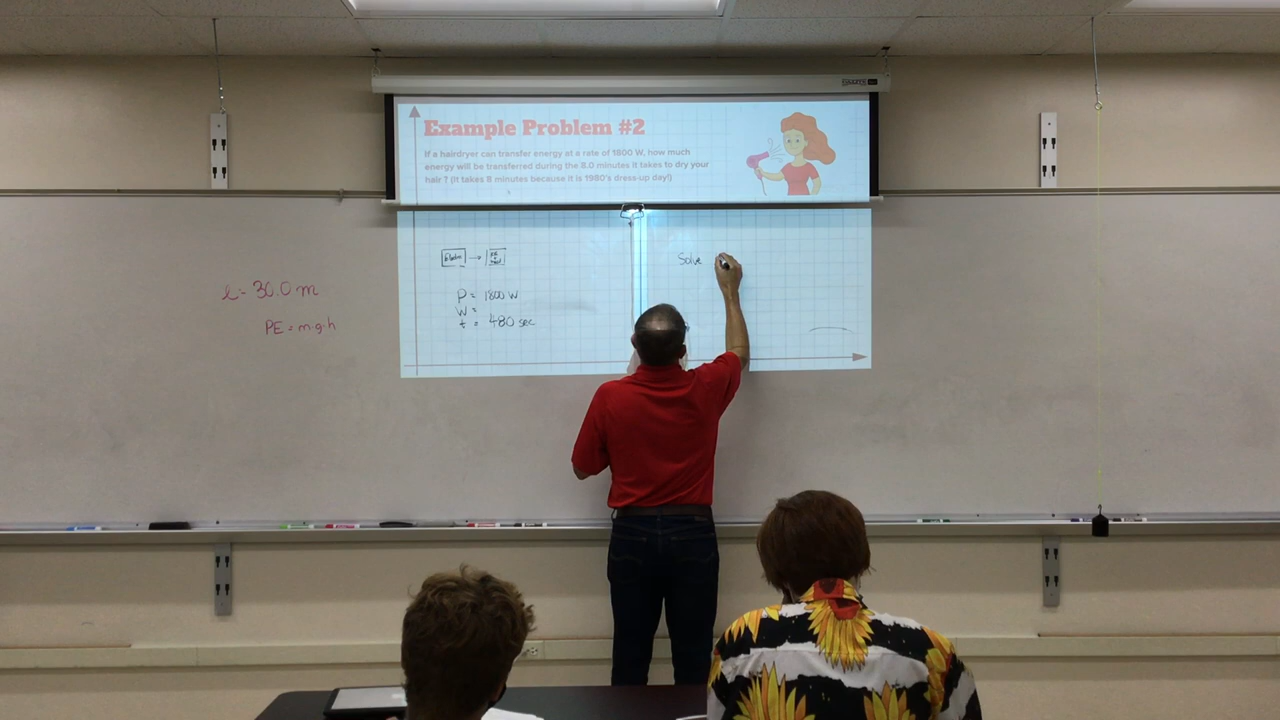 Example Problem #2
If a hairdryer can transfer energy at a rate of 1800 W, how much
energy will be transferred during the 8.0 minutes it takes to dry your
hair ? (It takes 8 minutes because it is 1980's dress-up day!)
P = 1800 W
W =
t = 480 sec
Solve
l = 30.0 m
PE = m·g·h